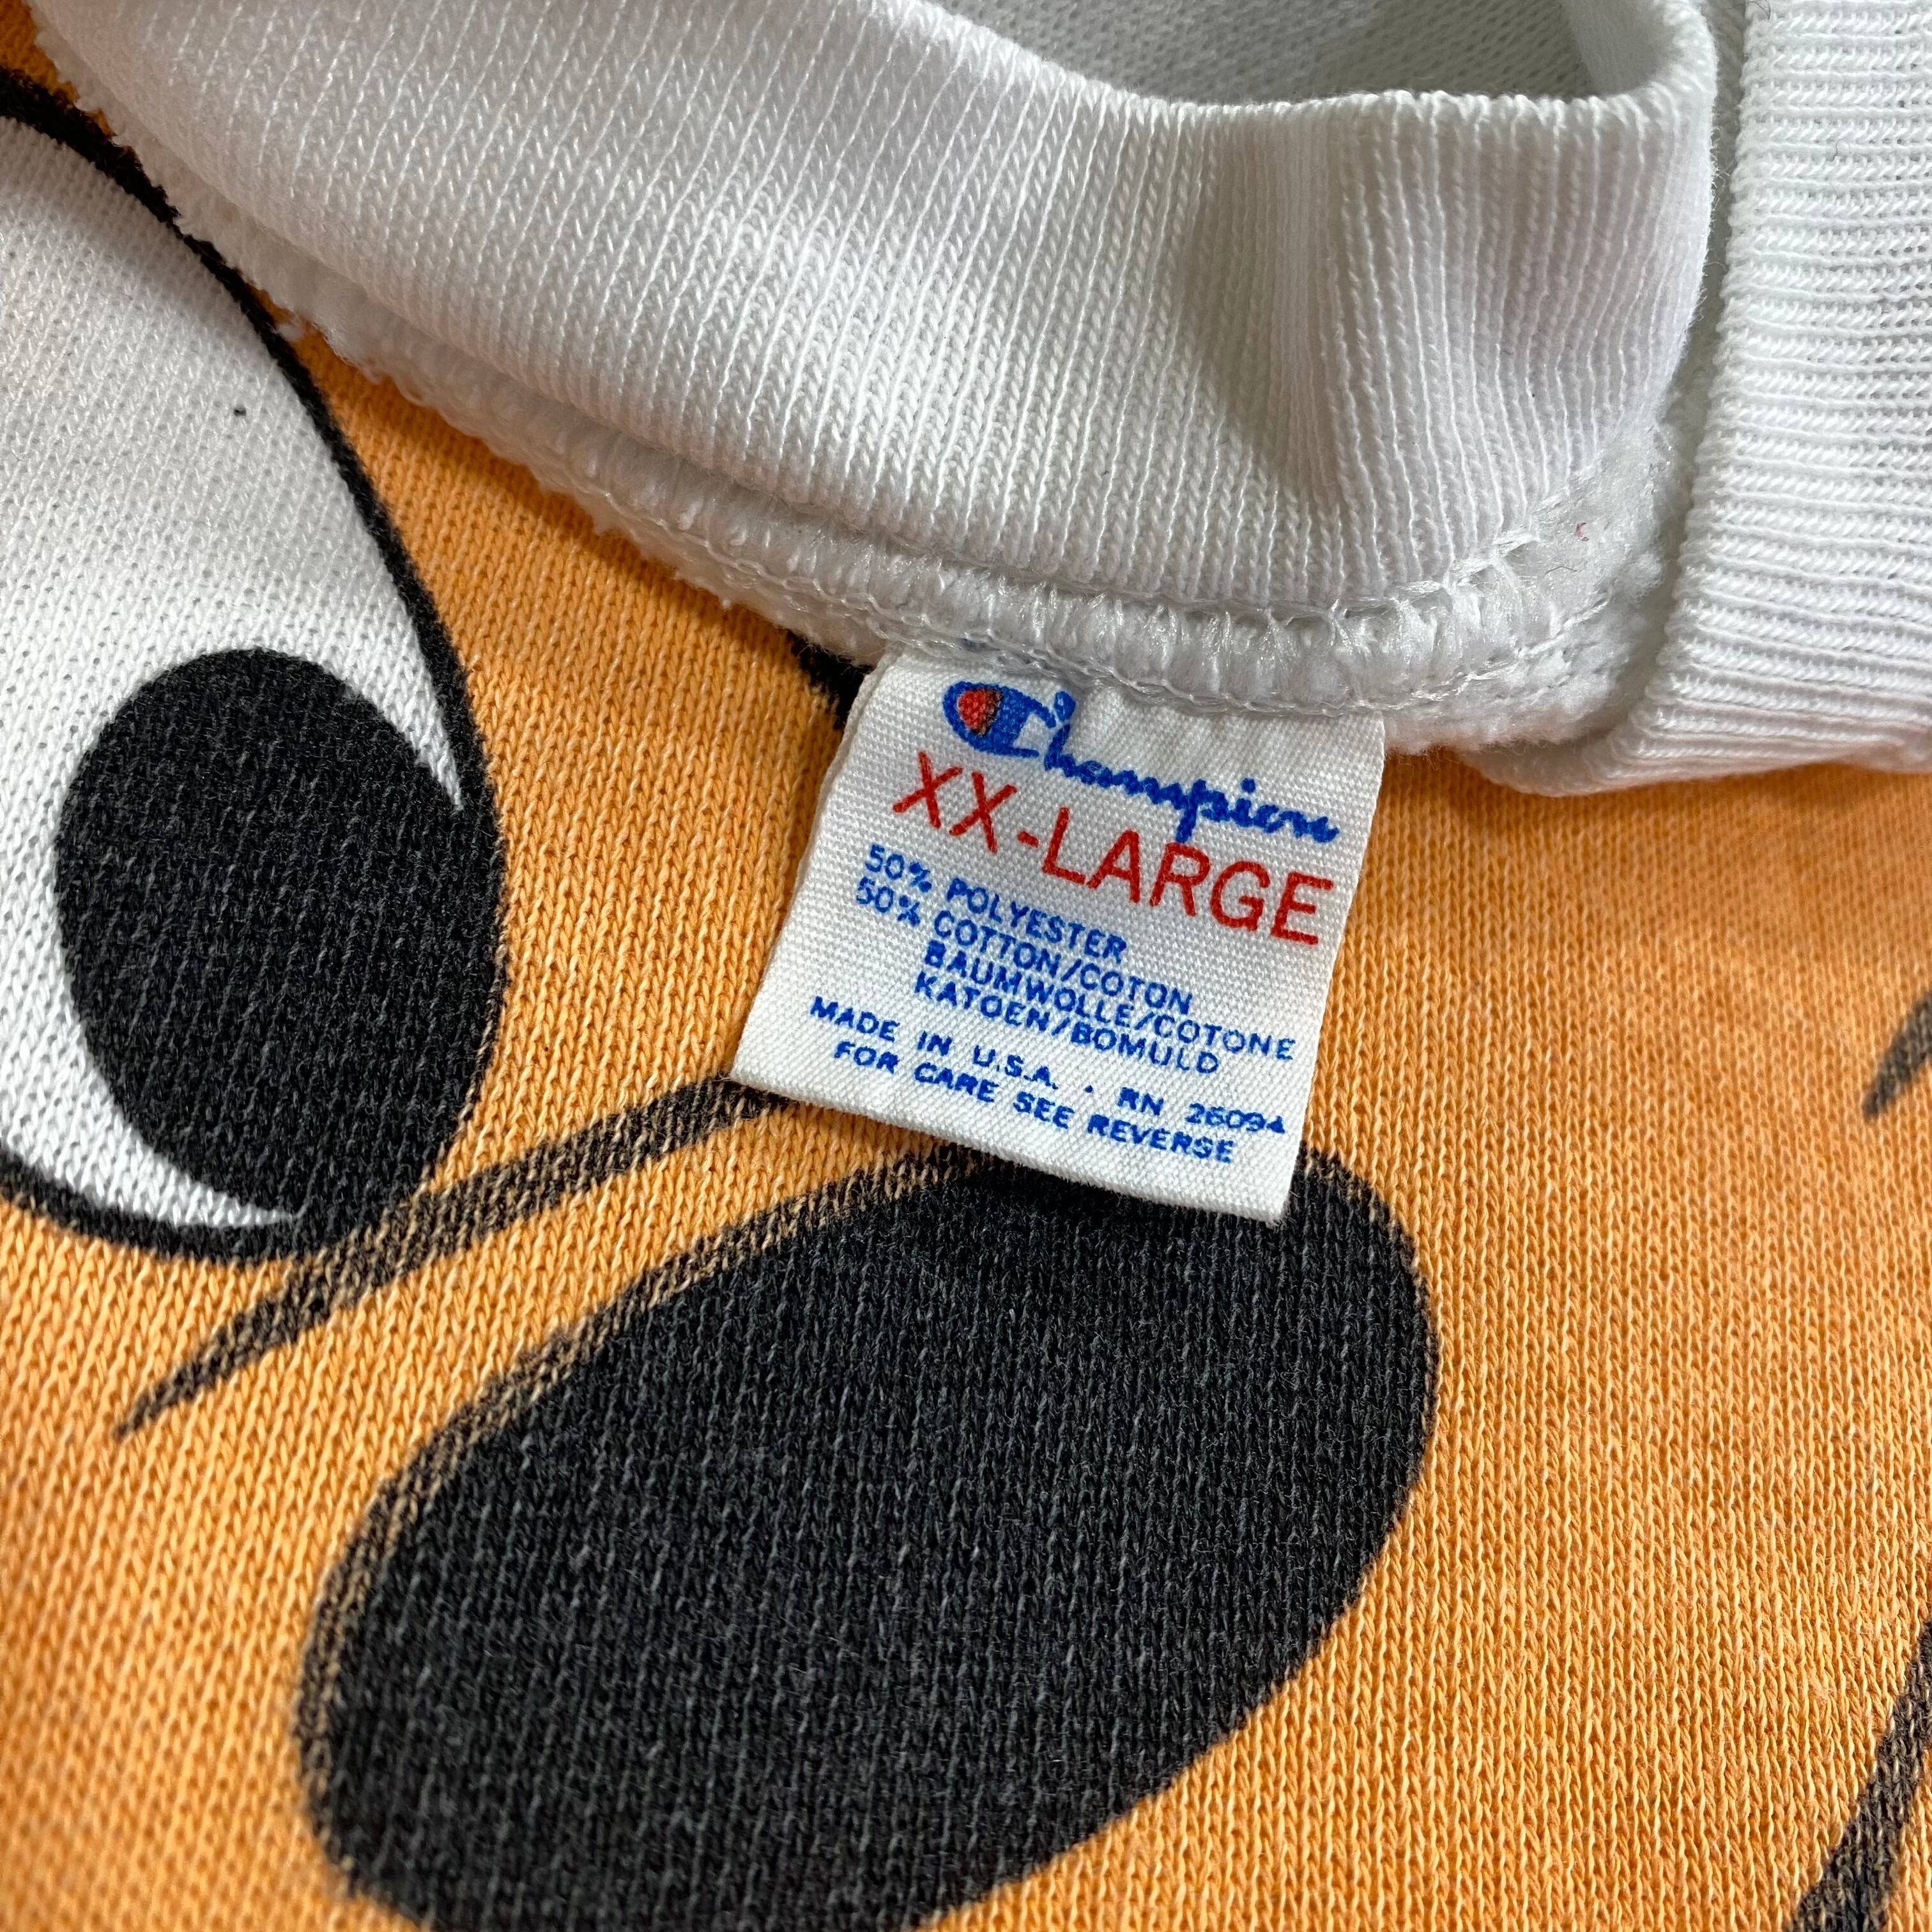 Champion
XX-LARGE
50% POLYESTER
50% COTTON/COTON
BAUMWOLLE/COTONE
KATOEN/BOMULD
MADE IN U.S.A. . RN 26094
FOR CARE SEE REVERSE